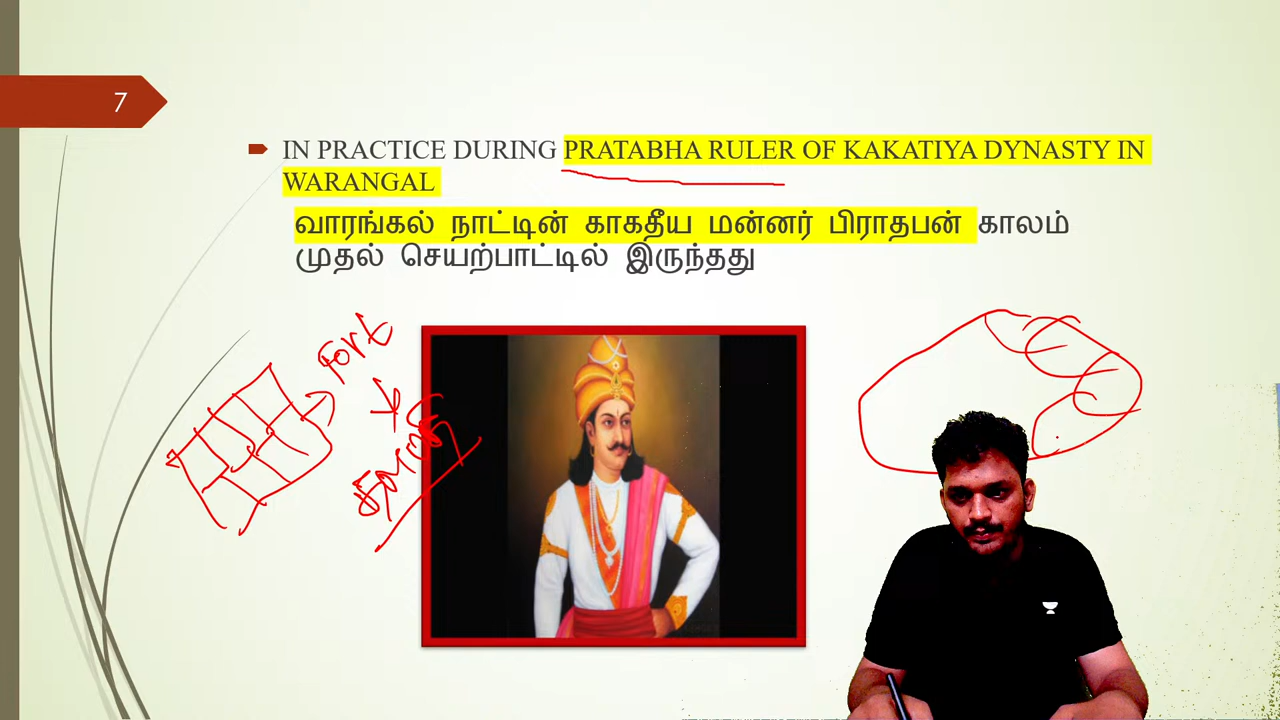 7
IN PRACTICE DURING PRATABHA RULER OF KAKATIYA DYNASTY IN
WARANGAL
வாரங்கல் நாட்டின் காகதீய மன்னர் பிராதபன் காலம்
முதல் செயற்பாட்டில் இருந்தது
Fort